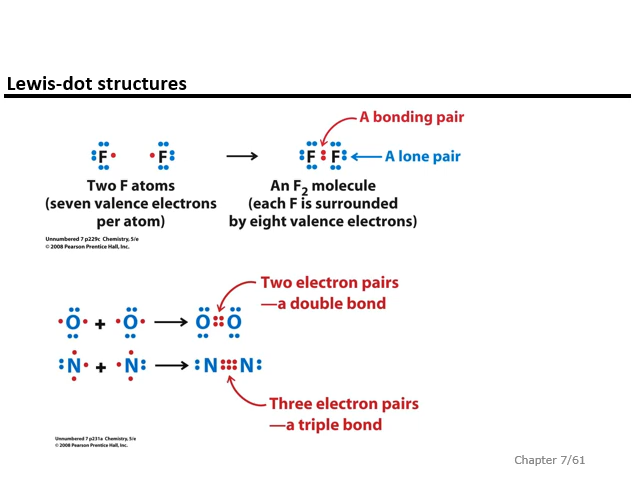 Lewis-dot structures
A bonding pair
F F F F A lone pair
Two F atoms
(seven valence electrons
per atom)
An F2 molecule
(each F is surrounded
by eight valence electrons)
Unnumbered 7 p229c Chemistry, 5/e
© 2008 Pearson Prentice Hall, Inc.
Two electron pairs
—a double bond
O + O O O
N + N N N
Three electron pairs
—a triple bond
Unnumbered 7 p231a Chemistry, 5/e
© 2008 Pearson Prentice Hall, Inc.
Chapter 7/61